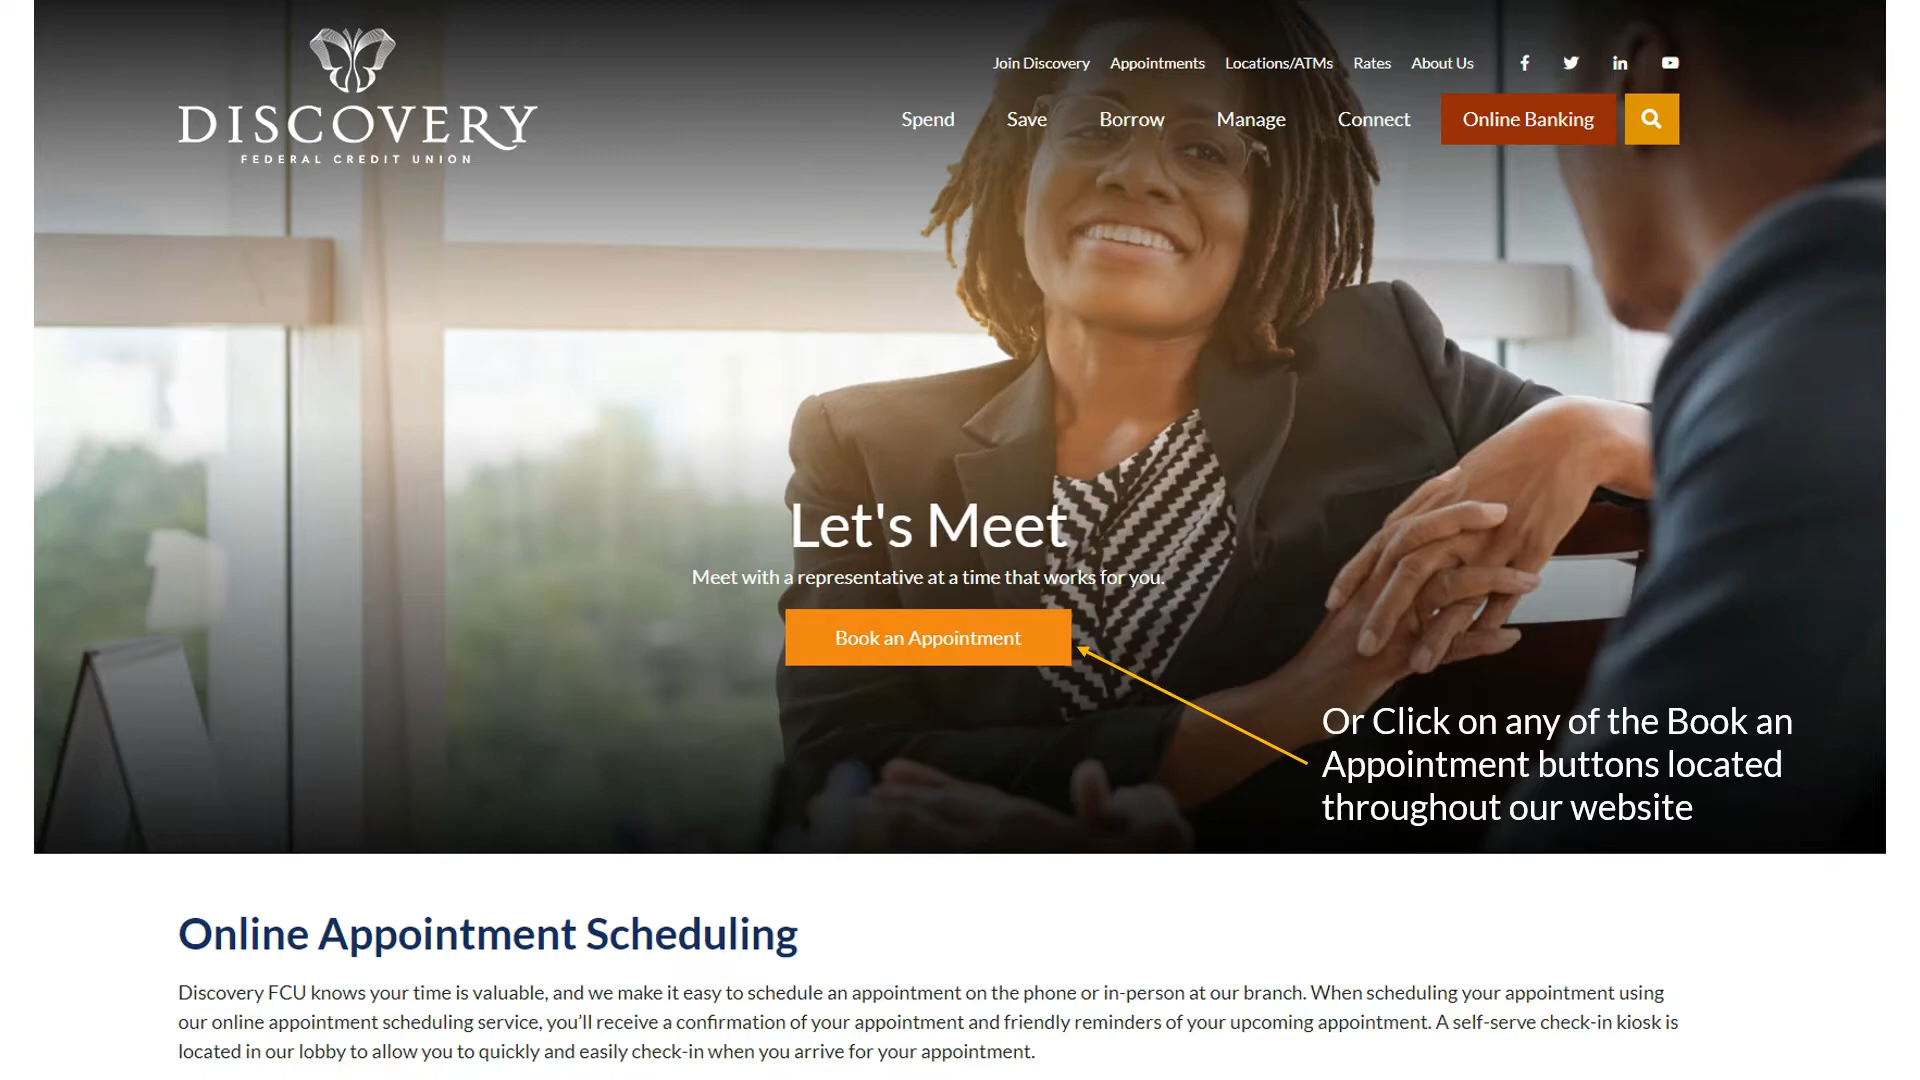 DISCOVERY
FEDERAL CREDIT UNION
Join Discovery Appointments Locations/ATMs Rates About Us
Spend Save Borrow Manage Connect Online Banking
Let's Meet
Meet with a representative at a time that works for you.
Book an Appointment
Or Click on any of the Book an
Appointment buttons located
throughout our website
Online Appointment Scheduling
Discovery FCU knows your time is valuable, and we make it easy to schedule an appointment on the phone or in-person at our branch. When scheduling your appointment using
our online appointment scheduling service, you’ll receive a confirmation of your appointment and friendly reminders of your upcoming appointment. A self-serve check-in kiosk is
located in our lobby to allow you to quickly and easily check-in when you arrive for your appointment.